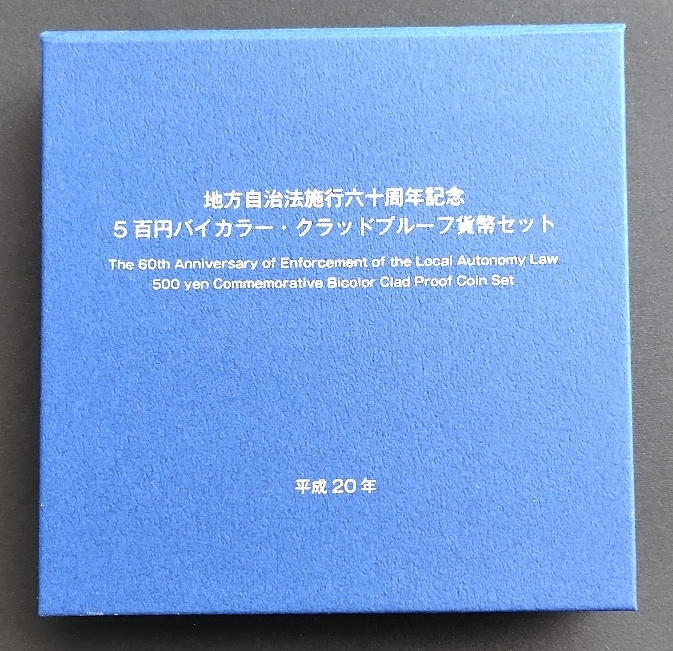 地方自治法施行六十周年記念
5百円バイカラー・クラッドプルーフ貨幣セット
The 60th Anniversary of Enforcement of the Local Autonomy Law
500 yen Commemorative Bicolor Clad Proof Coin Set
平成20年